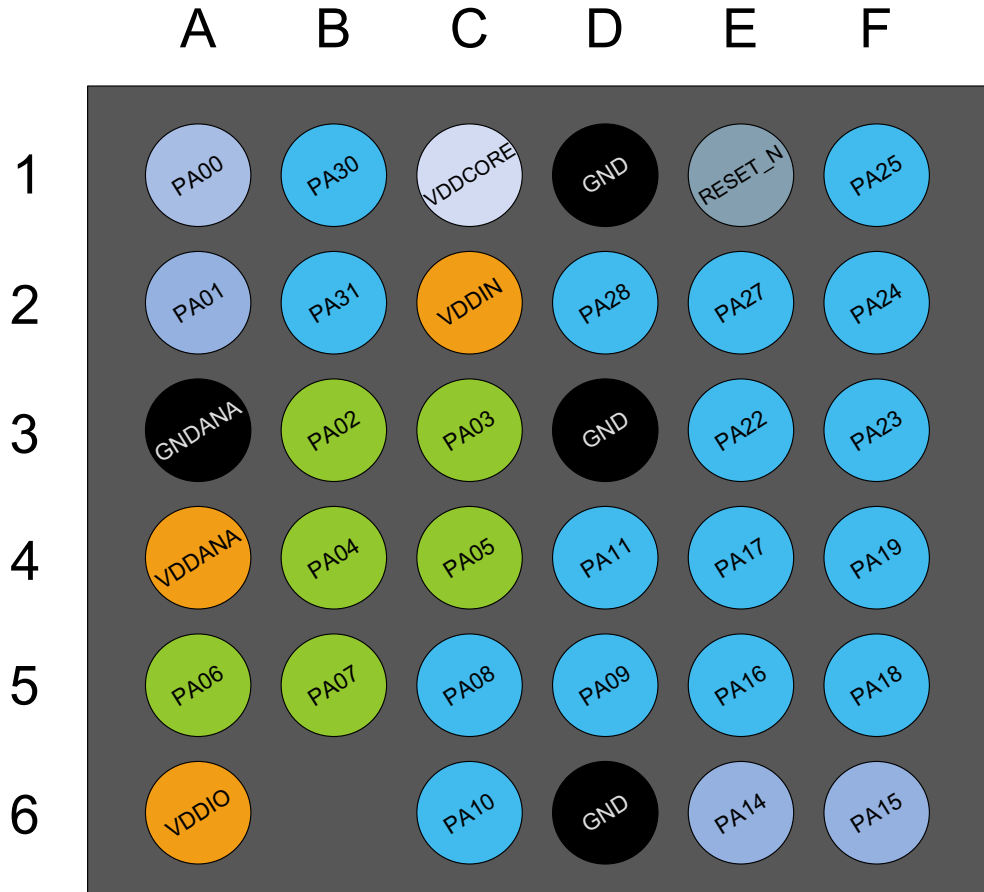 A B C D E F
1 PA00 PA30 VDDCORE GND RESET_N PA25
2 PA01 PA31 VDDIN PA28 PA27 PA24
3 GNDANA PA02 PA03 GND PA22 PA23
4 VDDANA PA04 PA05 PA11 PA17 PA19
5 PA06 PA07 PA08 PA09 PA16 PA18
6 VDDIO PA10 GND PA14 PA15